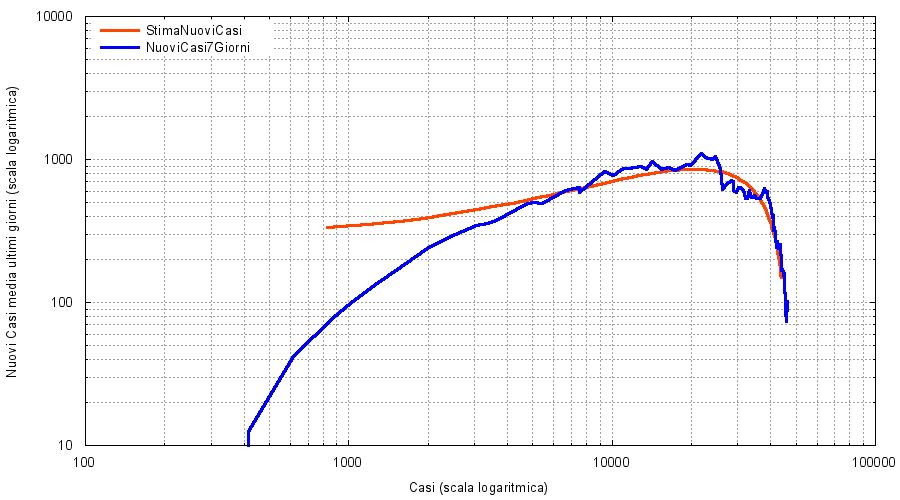 10000
StimaNuoviCasi
NuoviCasi7Giorni
1000
100
10
Nuovi Casi media ultimi giorni (scala logaritmica)
100
1000
10000
100000
Casi (scala logaritmica)